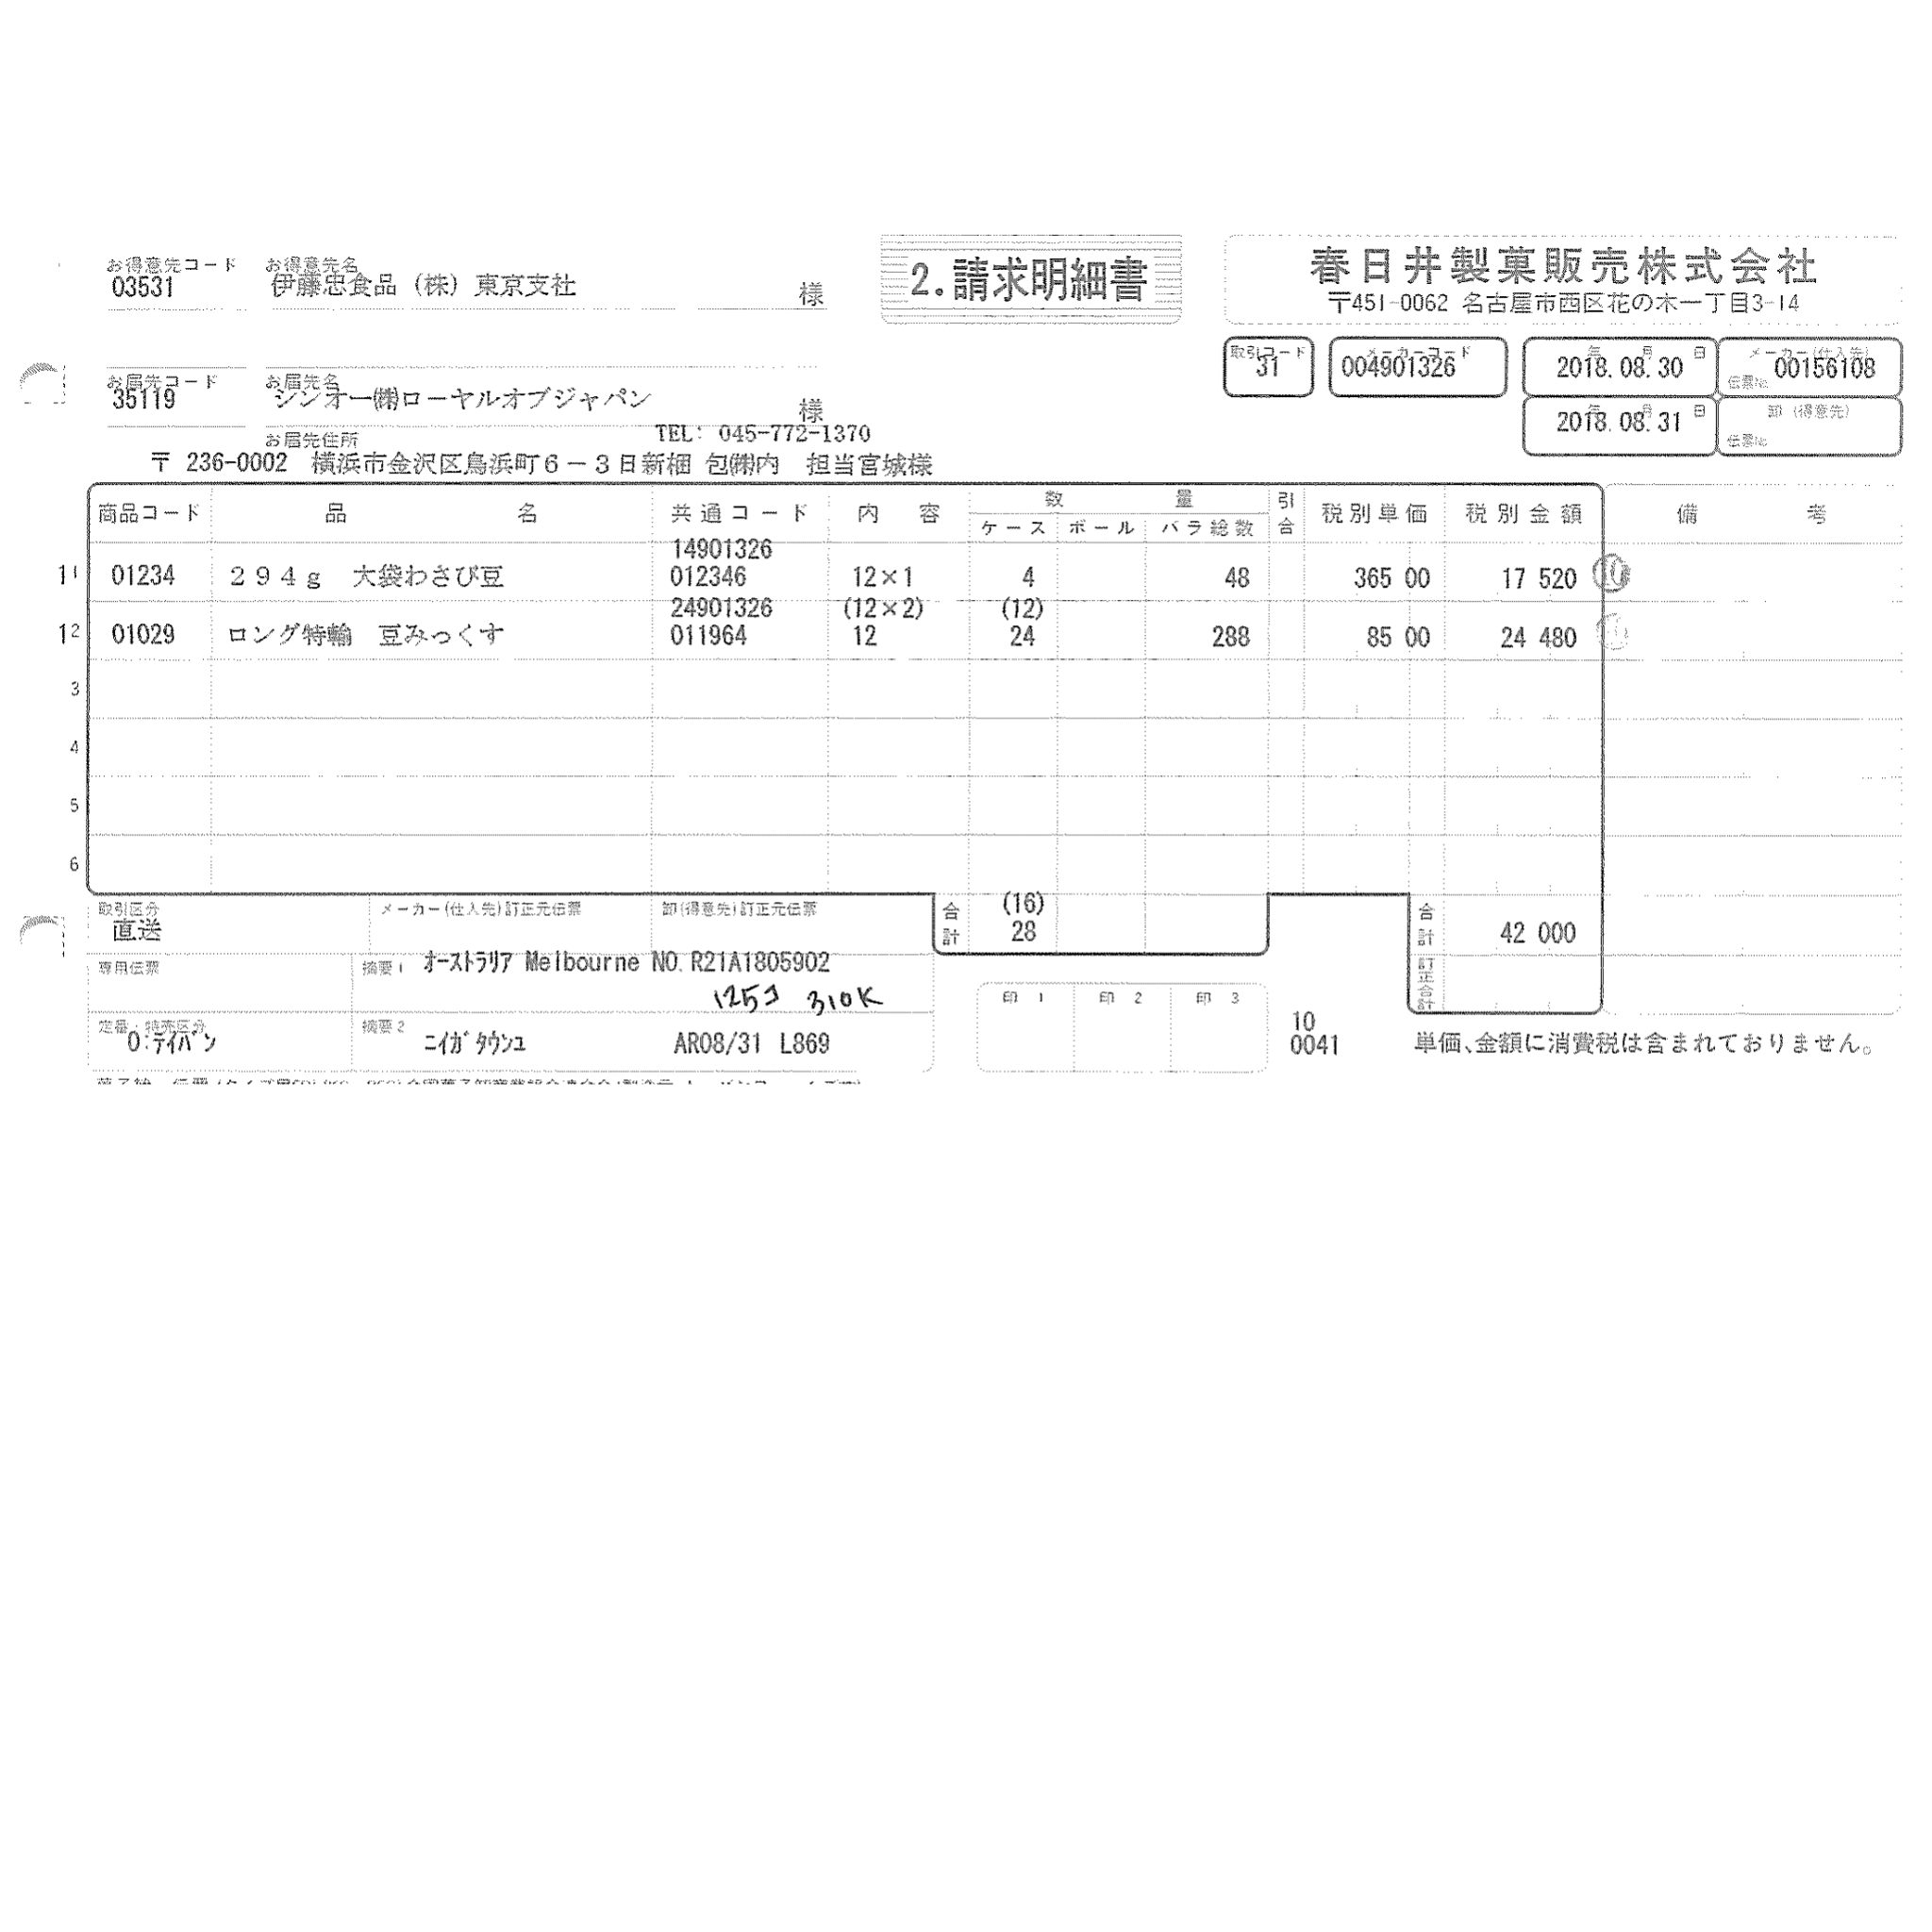 お得意先コード お得意先名
03531 伊藤忠食品（株）東京支社 様
2.請求明細書
春日井製菓販売株式会社
〒451-0062 名古屋市西区花の木一丁目3-14
取引コード 31
メーカーコード 004901326
年 月 日 2018.08.30
メーカー(仕入先) 伝票№ 00156108
お届先コード お届先名
35119 シンオー㈱ローヤルオブジャパン 様
年 月 日 2018.08.31
卸（得意先） 伝票№
お届先住所 TEL: 045-772-1370
〒 236-0002 横浜市金沢区鳥浜町６－３日新梱 包㈱内 担当宮城様
商品コード 品名 共通コード 内容 数量 引合 税別単価 税別金額 備考
ケース ボール バラ総数
14901326
11 01234 ２９４ｇ 大袋わさび豆 012346 12×1 4 48 365 00 17 520 ⑩
24901326 (12×2) (12)
12 01029 ロング特輸 豆みっくす 011964 12 24 288 85 00 24 480
3
4
5
6
取引区分 メーカー(仕入先)訂正元伝票 卸(得意先)訂正元伝票 合計 (16) 合計
直送 28 42 000
専用伝票 摘要1 ｵｰｽﾄﾗﾘｱ Melbourne NO. R21A1805902 訂正合計
125コ 310K
印 1 印 2 印 3
定番・特売区分 摘要2
0:ﾃｲﾊﾞﾝ ﾆｲｶﾞﾀｳﾝﾕ AR08/31 L869
10
0041
単価、金額に消費税は含まれておりません。